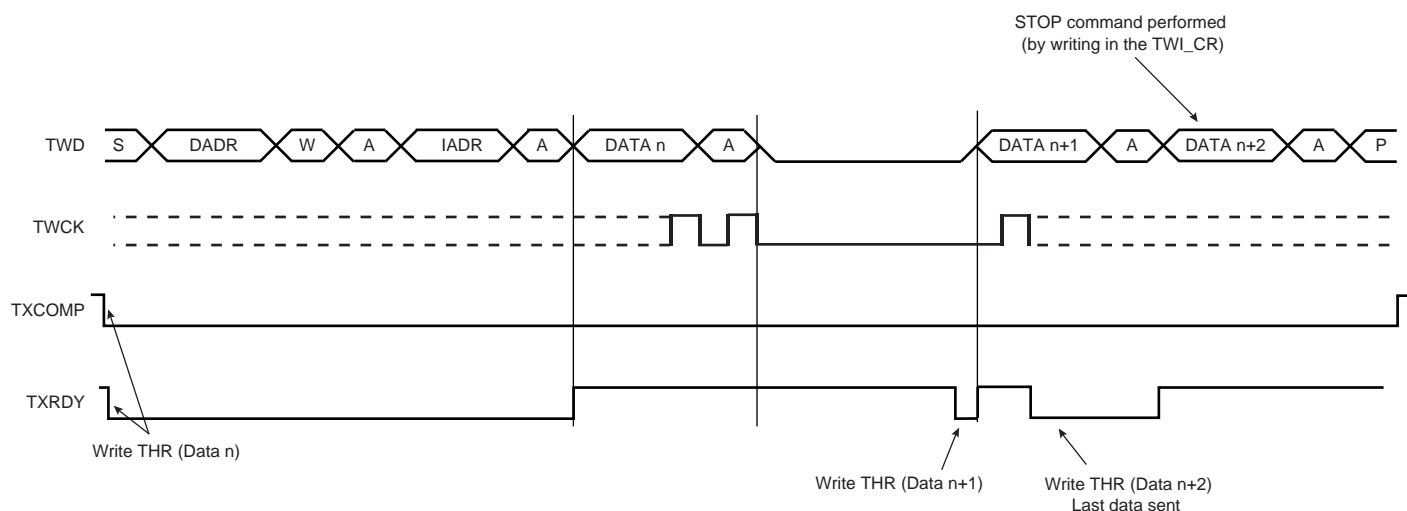 STOP command performed
(by writing in the TWI_CR)
TWD S DADR W A IADR A DATA n A DATA n+1 A DATA n+2 A P
TWCK
TXCOMP
TXRDY
Write THR (Data n)
Write THR (Data n+1) Write THR (Data n+2)
Last data sent